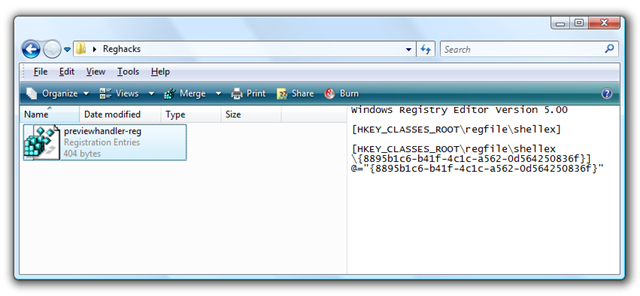 Reghacks
Search
File Edit View Tools Help
Organize Views Merge Print Share Burn
Name Date modified Type Size
previewhandler-reg
Registration Entries
404 bytes
Windows Registry Editor Version 5.00
[HKEY_CLASSES_ROOT\regfile\shellex]
[HKEY_CLASSES_ROOT\regfile\shellex
\{8895b1c6-b41f-4c1c-a562-0d564250836f}]
@="{8895b1c6-b41f-4c1c-a562-0d564250836f}"